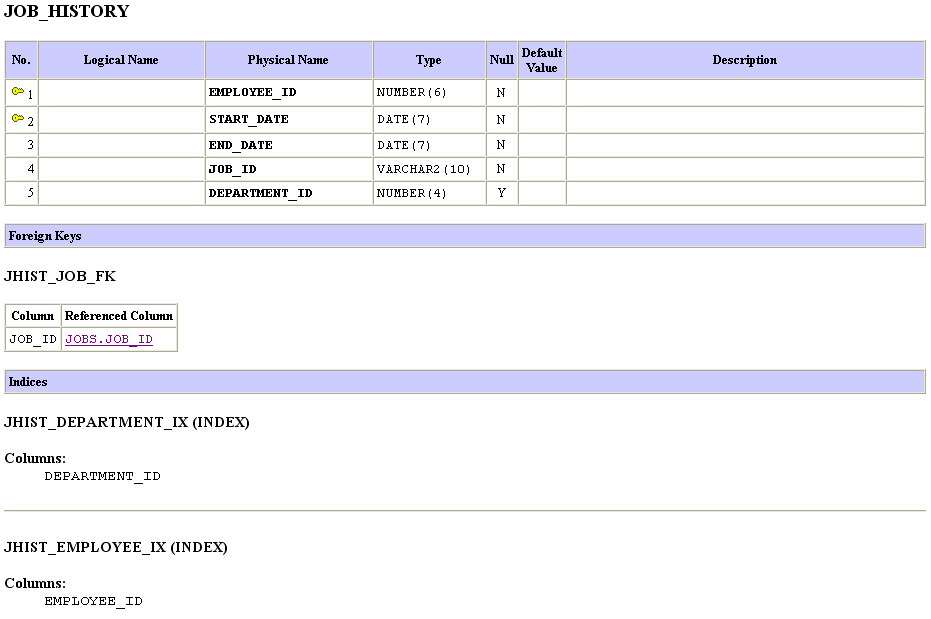 JOB_HISTORY
No. Logical Name Physical Name Type Null Default Value Description
1 EMPLOYEE_ID NUMBER(6) N
2 START_DATE DATE(7) N
3 END_DATE DATE(7) N
4 JOB_ID VARCHAR2(10) N
5 DEPARTMENT_ID NUMBER(4) Y
Foreign Keys
JHIST_JOB_FK
Column Referenced Column
JOB_ID JOBS.JOB_ID
Indices
JHIST_DEPARTMENT_IX (INDEX)
Columns:
DEPARTMENT_ID
JHIST_EMPLOYEE_IX (INDEX)
Columns:
EMPLOYEE_ID